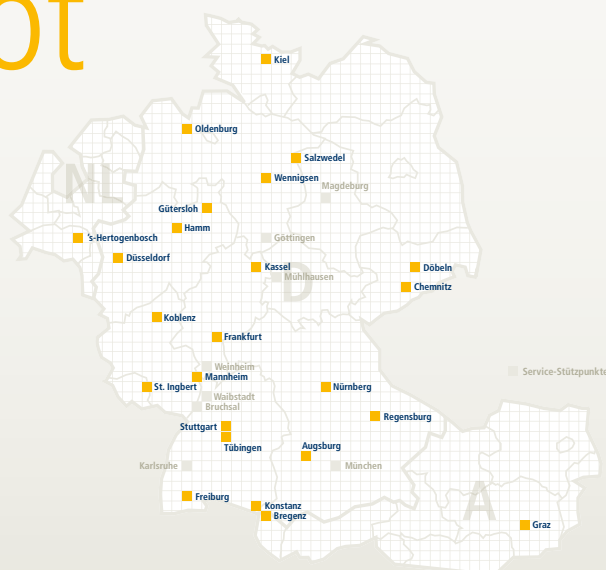 pt
Kiel
Oldenburg
Salzwedel
Wennigsen
Magdeburg
NL
Gütersloh
Hamm
's-Hertogenbosch
Göttingen
Düsseldorf
Kassel
D
Mühlhausen
Döbeln
Chemnitz
Koblenz
Frankfurt
Weinheim
Mannheim
Service-Stützpunkte
St. Ingbert
Nürnberg
Waibstadt
Bruchsal
Regensburg
Stuttgart
Tübingen
Augsburg
Karlsruhe
München
Freiburg
Konstanz
Bregenz
A
Graz